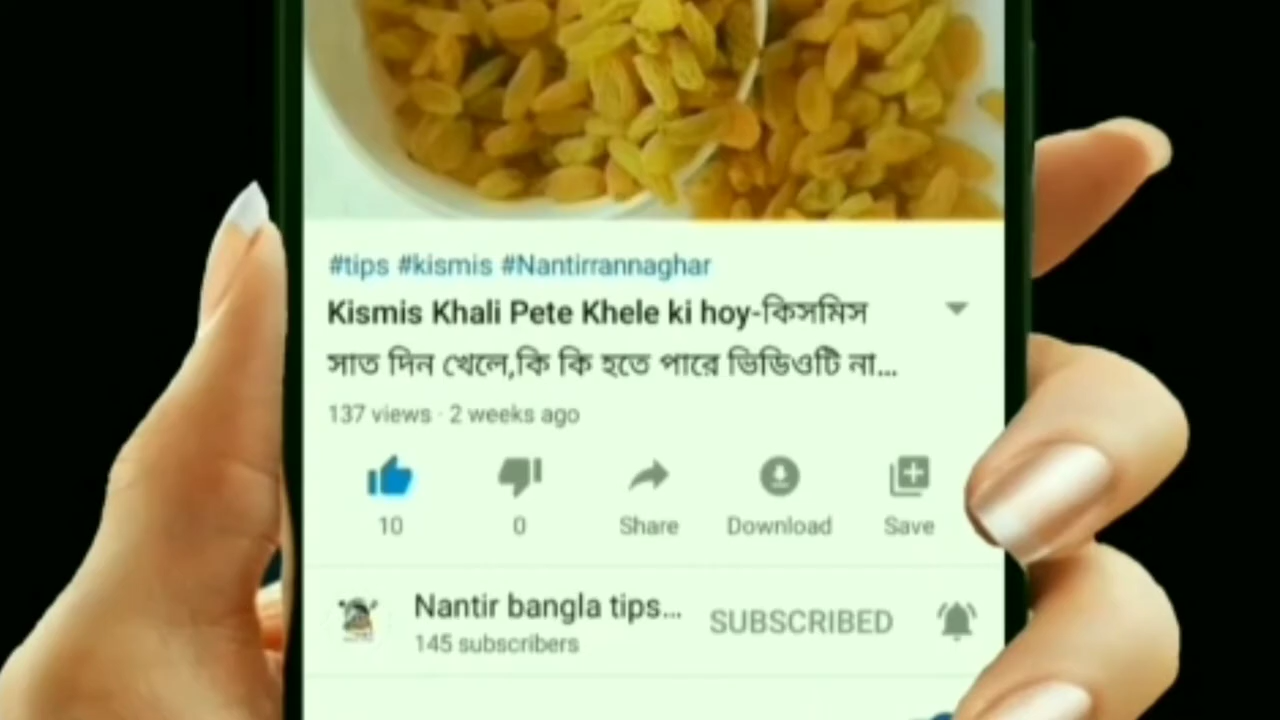 #tips #kismis #Nantirrannaghar
Kismis Khali Pete Khele ki hoy-কিসমিস
সাত দিন খেলে,কি কি হতে পারে ভিডিওটি না...
137 views · 2 weeks ago
10
0
Share
Download
Save
Nantir bangla tips...
SUBSCRIBED
145 subscribers